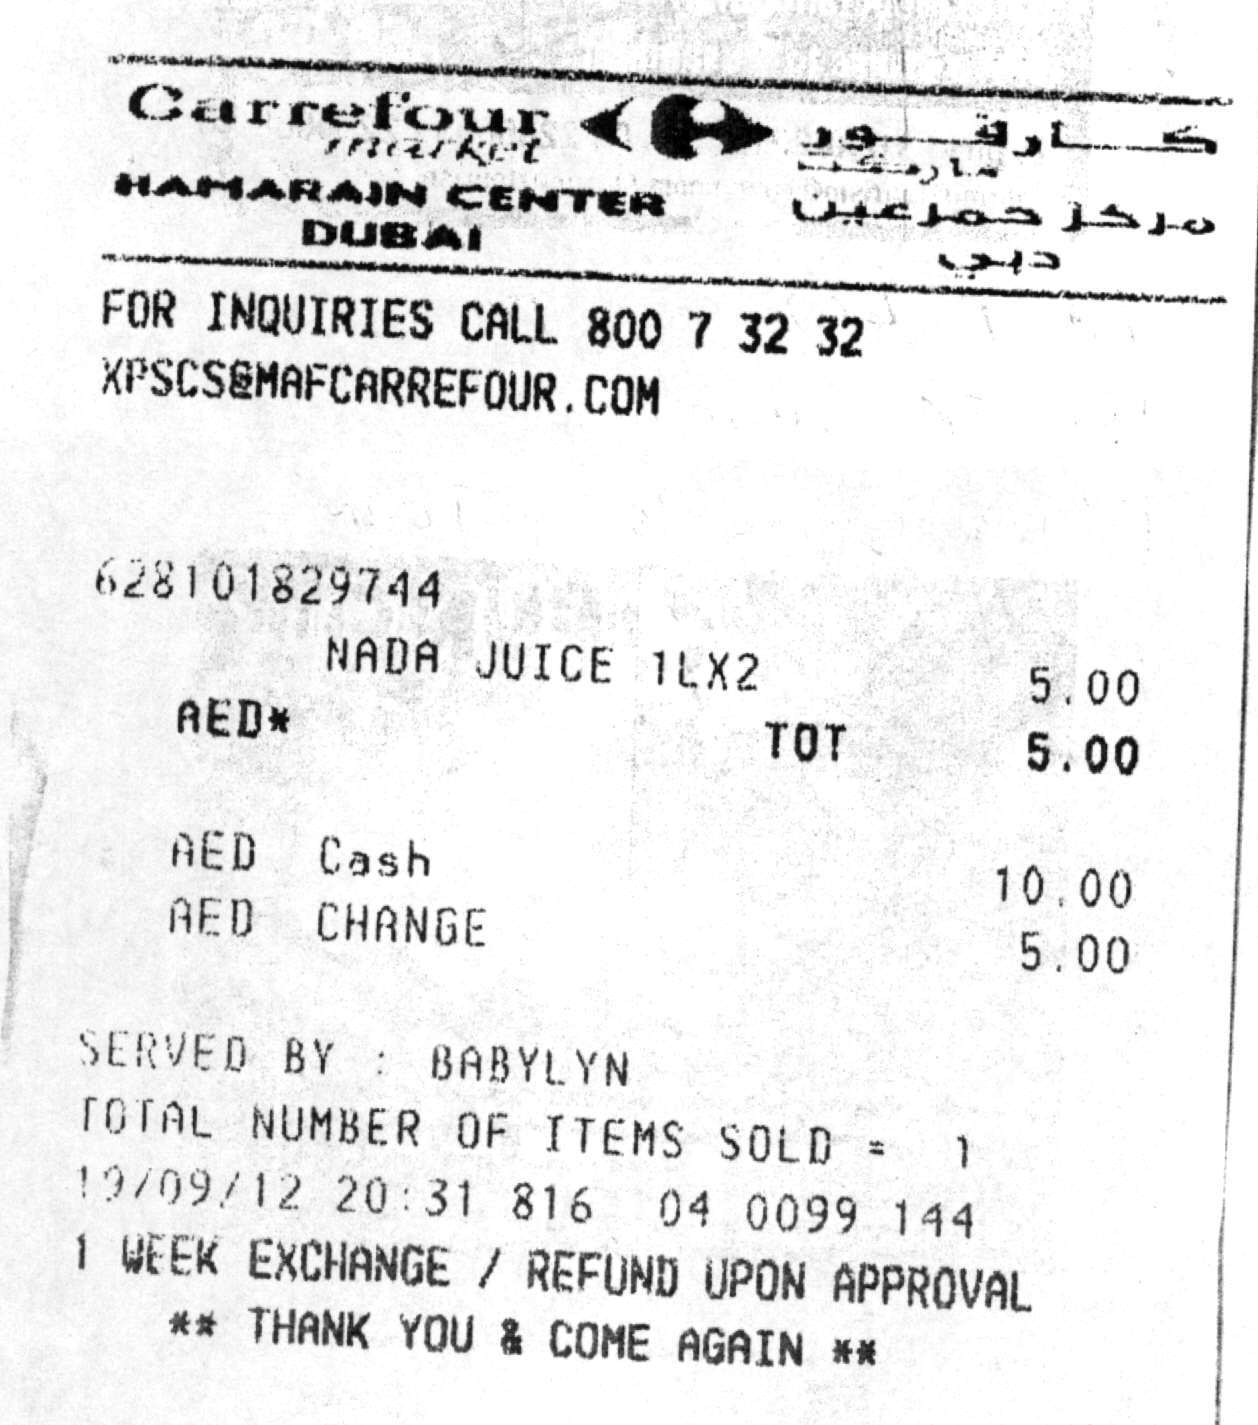 Carrefour كارفور
market ماركت
HAMARAIN CENTER مركز حمرعين
DUBAI دبي
FOR INQUIRIES CALL 800 7 32 32
XPSCS@MAFCARREFOUR.COM
628101829744
NADA JUICE 1LX2 5.00
AED* TOT 5.00
AED Cash 10.00
AED CHANGE 5.00
SERVED BY : BABYLYN
TOTAL NUMBER OF ITEMS SOLD = 1
19/09/12 20:31 816 04 0099 144
1 WEEK EXCHANGE / REFUND UPON APPROVAL
** THANK YOU & COME AGAIN **